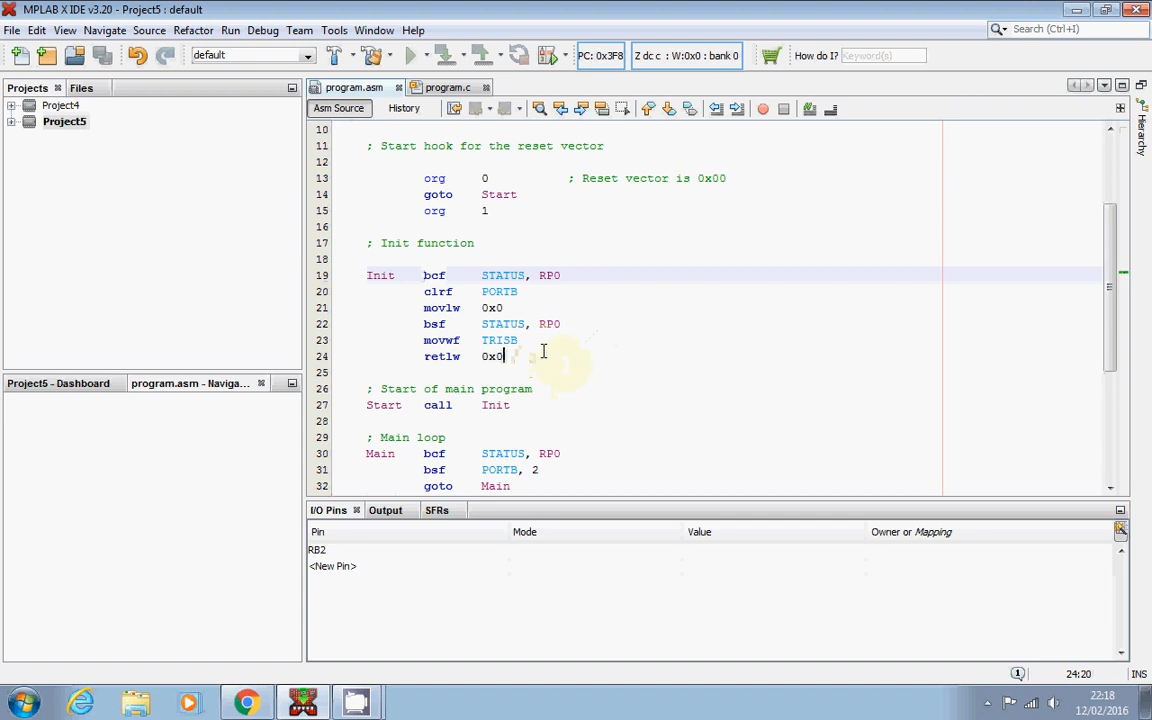 MPLAB X IDE v3.20 - Project5 : default
File Edit View Navigate Source Refactor Run Debug Team Tools Window Help
Search (Ctrl+I)
default
PC: 0x3F8
Z dc c : W:0x0 : bank 0
How do I?
Keyword(s)
Projects
Files
Project4
Project5
program.asm
program.c
Asm Source
History
Hierarchy
10
11 ; Start hook for the reset vector
12
13 org 0 ; Reset vector is 0x00
14 goto Start
15 org 1
16
17 ; Init function
18
19 Init bcf STATUS, RP0
20 clrf PORTB
21 movlw 0x0
22 bsf STATUS, RP0
23 movwf TRISB
24 retlw 0x0
25
26 ; Start of main program
27 Start call Init
28
29 ; Main loop
30 Main bcf STATUS, RP0
31 bsf PORTB, 2
32 goto Main
Project5 - Dashboard
program.asm - Naviga...
I/O Pins
Output
SFRs
Pin Mode Value Owner or Mapping
RB2
<New Pin>
1
24:20
INS
22:18
12/02/2016